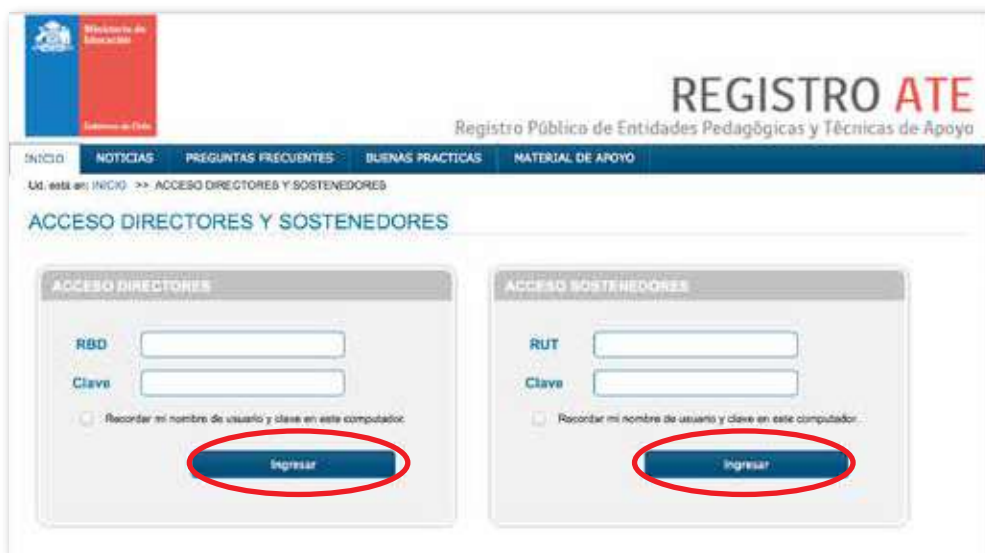 Ministerio de
Educación
Gobierno de Chile
REGISTRO ATE
Registro Público de Entidades Pedagógicas y Técnicas de Apoyo
INICIO NOTICIAS PREGUNTAS FRECUENTES BUENAS PRACTICAS MATERIAL DE APOYO
Ud. está en: INICIO >> ACCESO DIRECTORES Y SOSTENEDORES
ACCESO DIRECTORES Y SOSTENEDORES
ACCESO DIRECTORES
RBD
Clave
Recordar mi nombre de usuario y clave en este computador.
Ingresar
ACCESO SOSTENEDORES
RUT
Clave
Recordar mi nombre de usuario y clave en este computador.
Ingresar